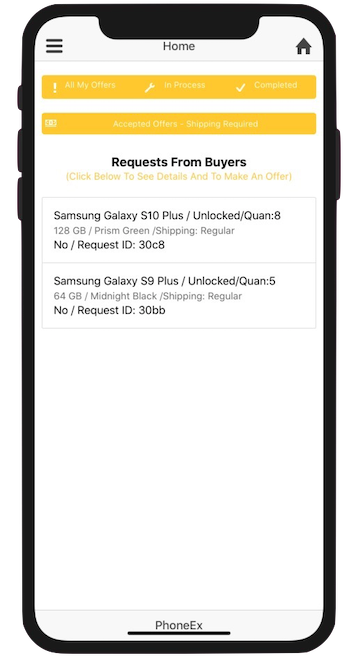 Home
All My Offers In Process Completed
Accepted Offers - Shipping Required
Requests From Buyers
(Click Below To See Details And To Make An Offer)
Samsung Galaxy S10 Plus / Unlocked/Quan:8
128 GB / Prism Green /Shipping: Regular
No / Request ID: 30c8
Samsung Galaxy S9 Plus / Unlocked/Quan:5
64 GB / Midnight Black /Shipping: Regular
No / Request ID: 30bb
PhoneEx